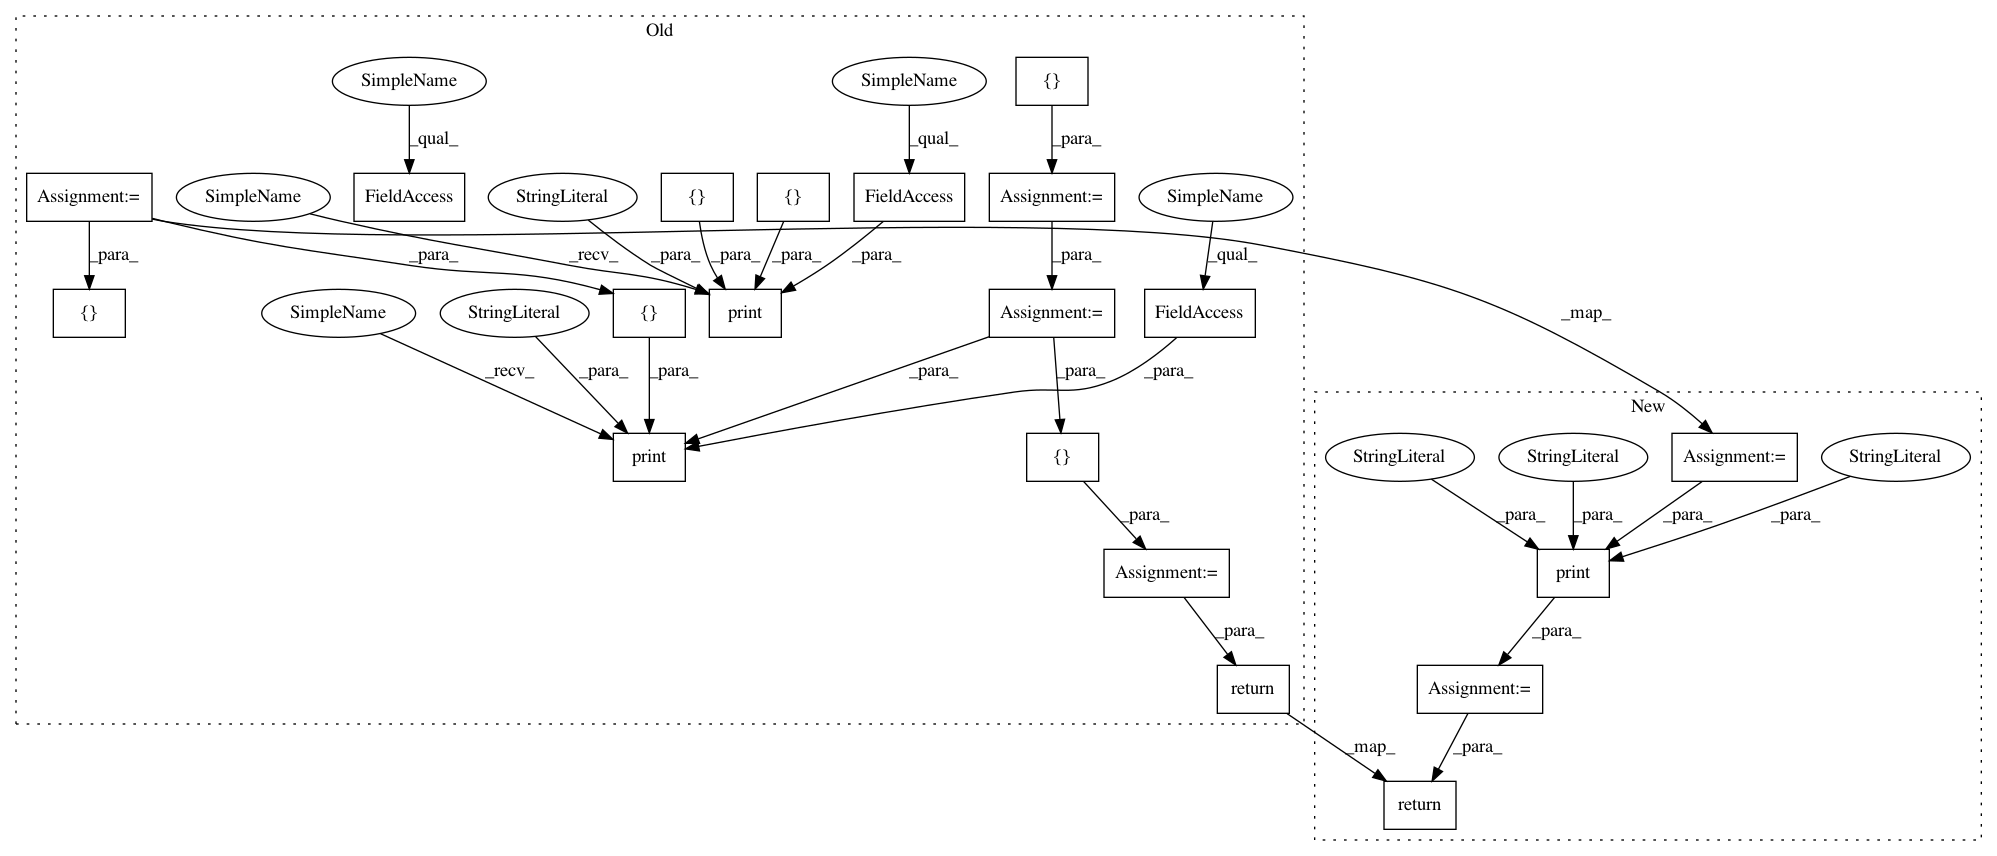 Old
SimpleName
SimpleName
{}
_qual_
_qual_
_para_
Assignment:=
SimpleName
FieldAccess
StringLiteral
{}
{}
FieldAccess
Assignment:=
SimpleName
_para_
_para_
_recv_
_para_
_para_
_para_
_para_
_para_
_qual_
{}
SimpleName
StringLiteral
{}
print
Assignment:=
FieldAccess
_map_
_recv_
_para_
_para_
_para_
_para_
_para_
New
print
{}
StringLiteral
StringLiteral
Assignment:=
StringLiteral
_para_
_para_
_para_
_para_
_para_
Assignment:=
print
_para_
_para_
return
Assignment:=
_map_
_para_
return